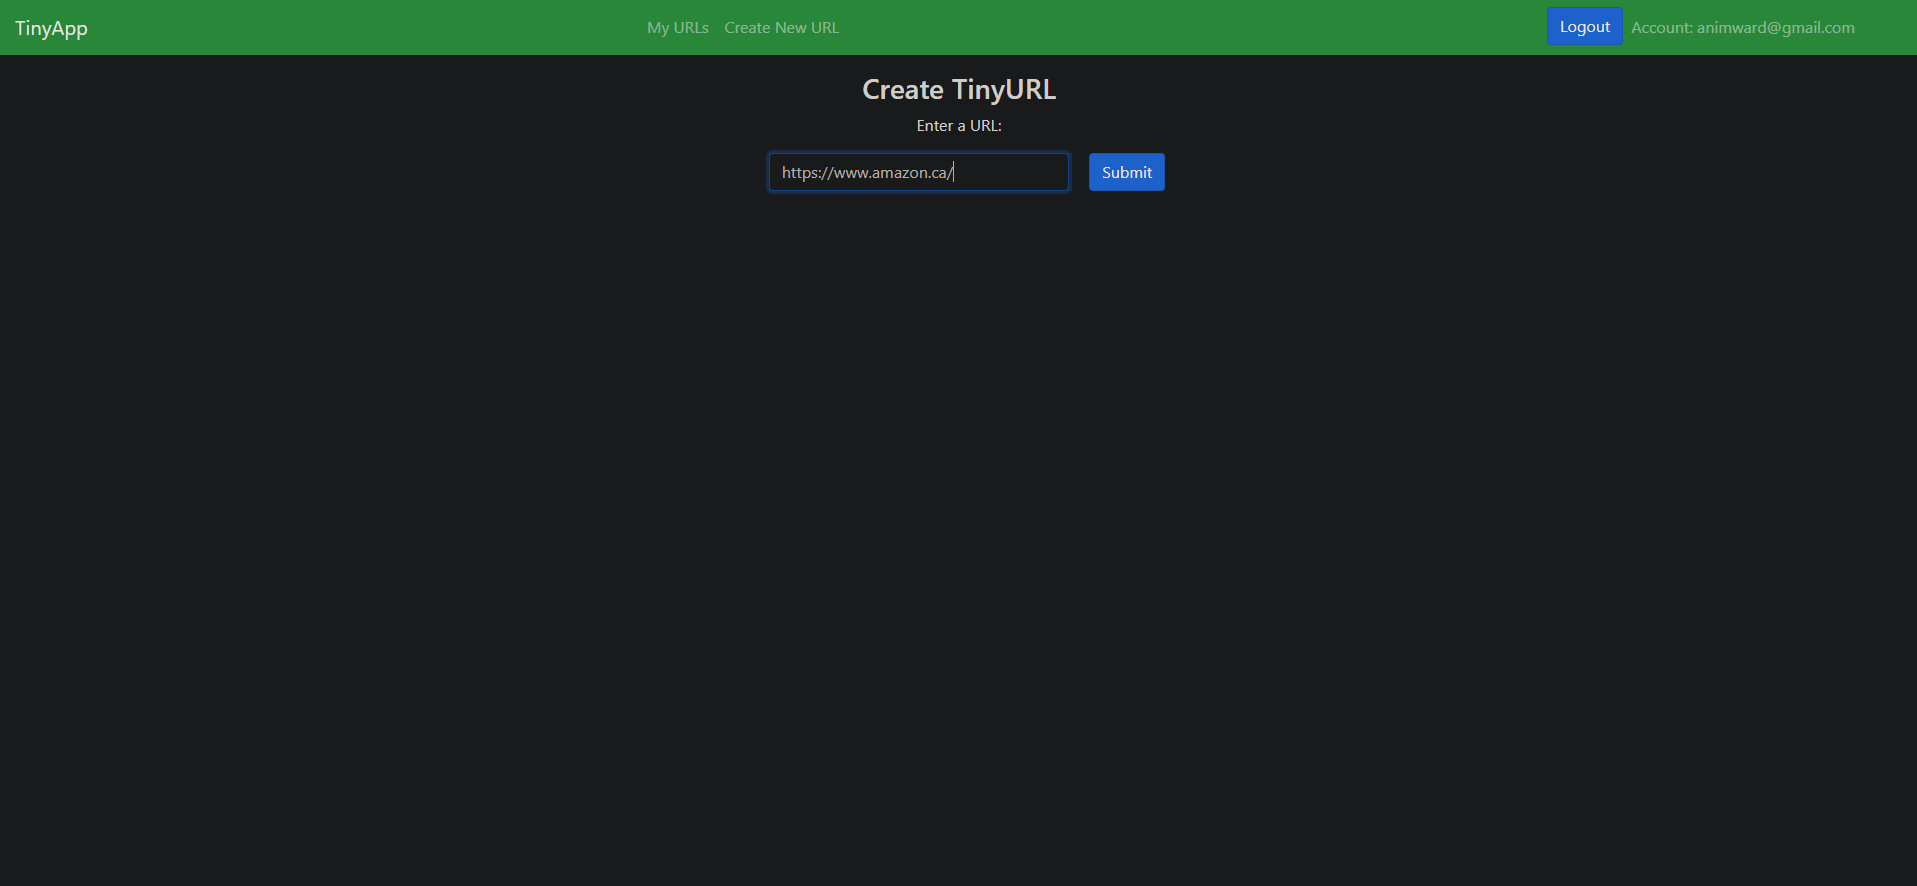 TinyApp My URLs Create New URL Logout Account: animward@gmail.com
Create TinyURL
Enter a URL:
https://www.amazon.ca/ Submit